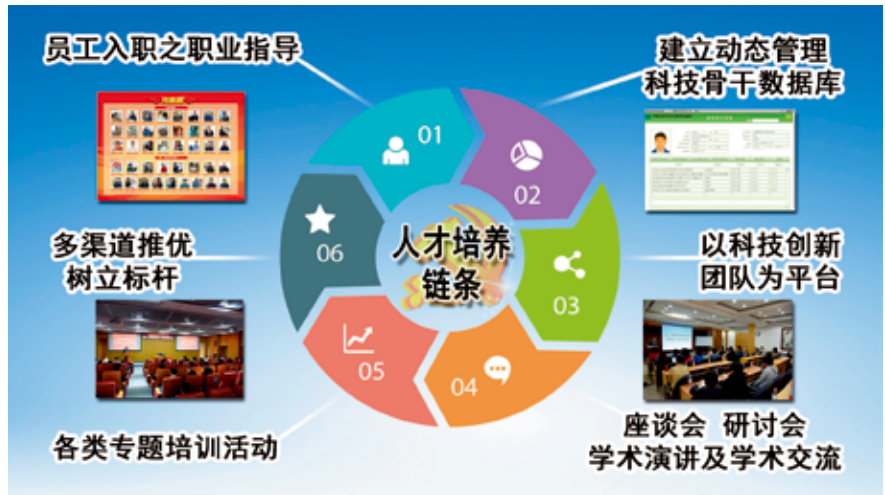 员工入职之职业指导
建立动态管理
科技骨干数据库
01
02
03
04
05
06
人才培养
链条
多渠道推优
树立标杆
以科技创新
团队为平台
各类专题培训活动
座谈会 研讨会
学术演讲及学术交流